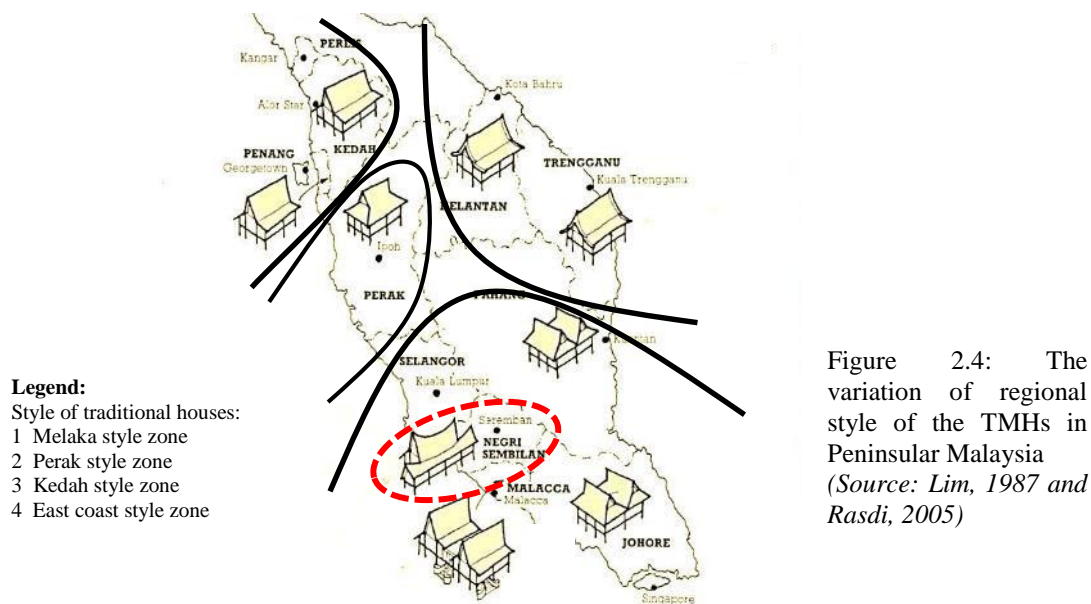 PERLIS
Kangar
Kota Bahru
Alor Star
KEDAH
PENANG
Georgetown
TRENGGANU
Kuala Trengganu
KELANTAN
Ipoh
PERAK
PAHANG
Kuantan
SELANGOR
Kuala Lumpur
Seremban
NEGRI
SEMBILAN
MALACCA
Malacca
JOHORE
Singapore
Legend:
Style of traditional houses:
1 Melaka style zone
2 Perak style zone
3 Kedah style zone
4 East coast style zone
Figure 2.4: The
variation of regional
style of the TMHs in
Peninsular Malaysia
(Source: Lim, 1987 and
Rasdi, 2005)